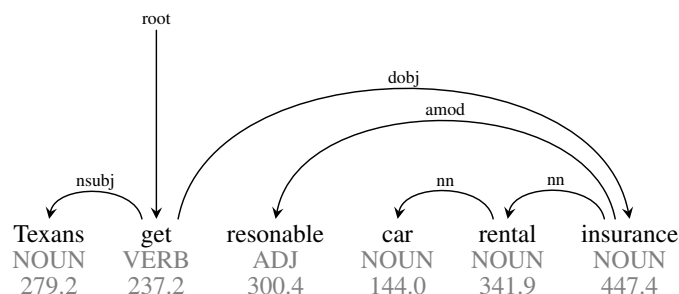 root
dobj
amod
nsubj nn nn
Texans get resonable car rental insurance
NOUN VERB ADJ NOUN NOUN NOUN
279.2 237.2 300.4 144.0 341.9 447.4